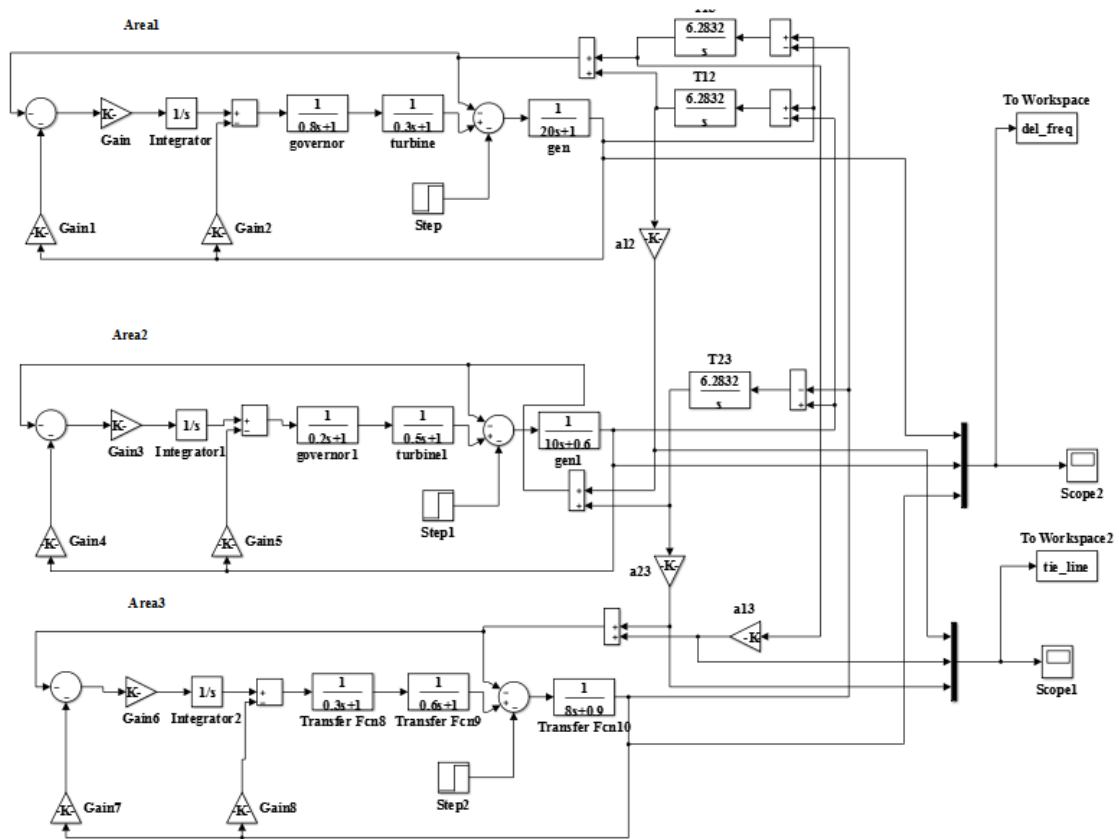 Area1
6.2832
s
+
−
T12
6.2832
s
+
−
+
+
To Workspace
del_freq
−
−
K-
Gain
1/s
Integrator
+
−
1
0.8s+1
governor
1
0.3s+1
turbine
−
+
−
1
20s+1
gen
Step
-K-
Gain1
-K-
Gain2
-K-
a12
Area2
T23
6.2832
s
−
+
−
−
K-
Gain3
1/s
Integrator1
+
−
1
0.2s+1
governor1
1
0.5s+1
turbine1
−
+
−
1
10s+0.6
gen1
+
+
Scope2
Step1
-K-
Gain4
-K-
Gain5
-K-
a23
To Workspace2
tie_line
Area3
+
+
a13
-K
Scope1
−
−
K-
Gain6
1/s
Integrator2
+
−
1
0.3s+1
Transfer Fcn8
1
0.6s+1
Transfer Fcn9
−
+
−
1
8s+0.9
Transfer Fcn10
Step2
-K-
Gain7
-K-
Gain8